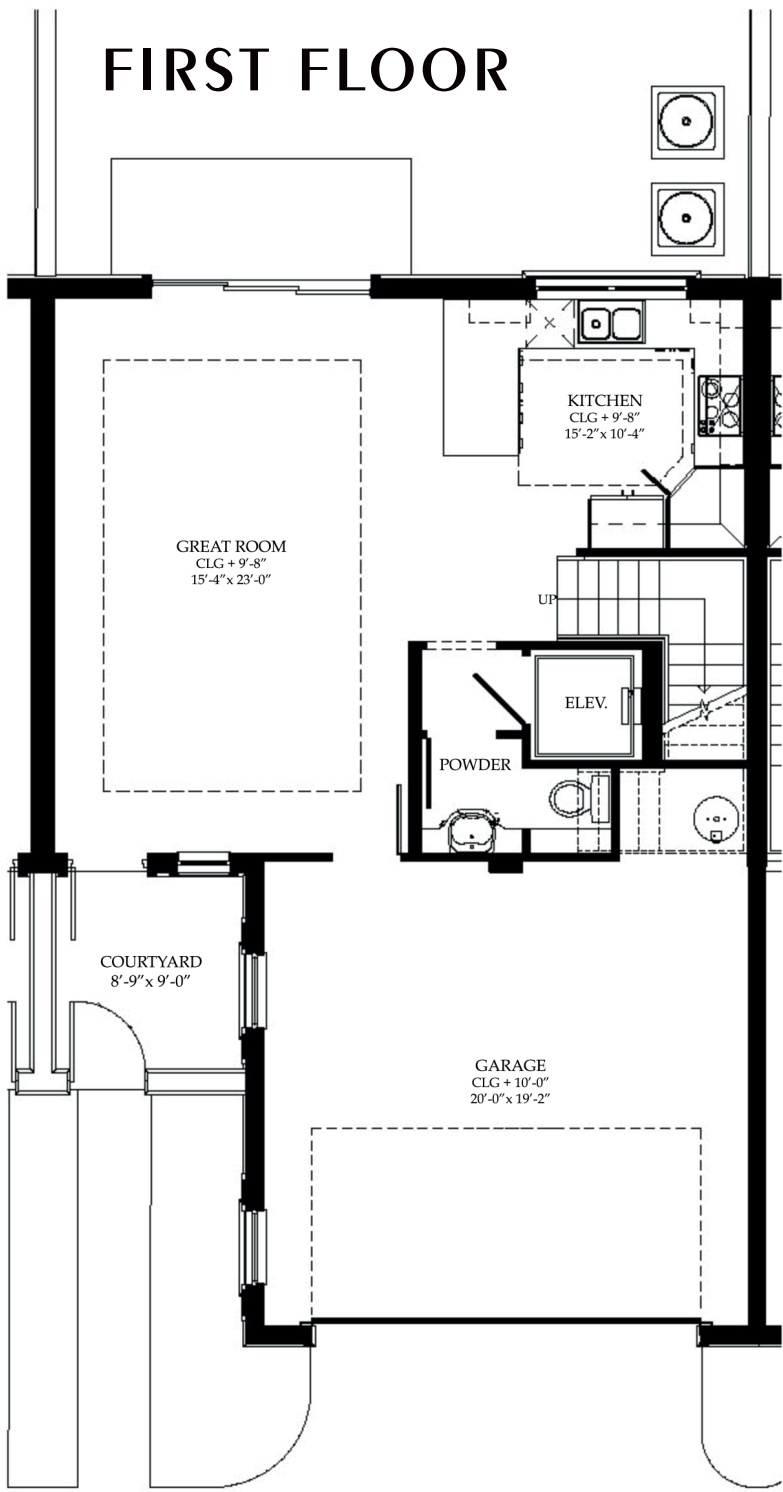 FIRST FLOOR
KITCHEN
CLG + 9'-8"
15'-2" x 10'-4"
GREAT ROOM
CLG + 9'-8"
15'-4" x 23'-0"
UP
ELEV.
POWDER
COURTYARD
8'-9" x 9'-0"
GARAGE
CLG + 10'-0"
20'-0" x 19'-2"